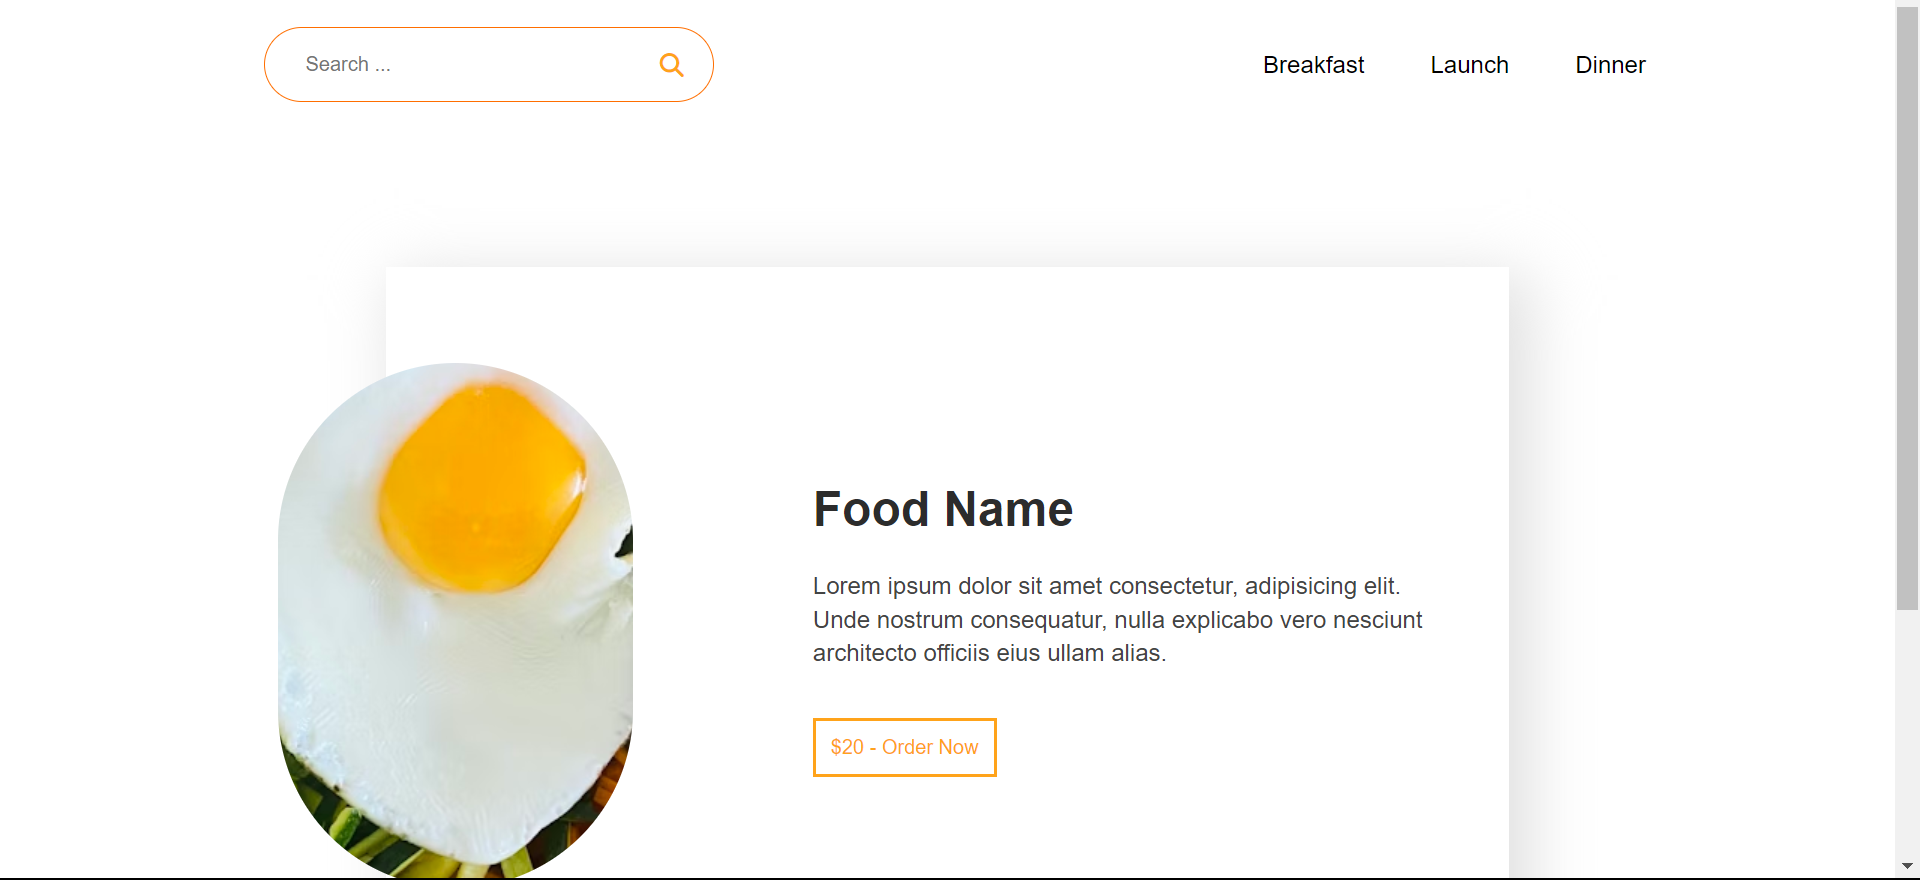 Search ...
Breakfast
Launch
Dinner
Food Name
Lorem ipsum dolor sit amet consectetur, adipisicing elit.
Unde nostrum consequatur, nulla explicabo vero nesciunt
architecto officiis eius ullam alias.
$20 - Order Now